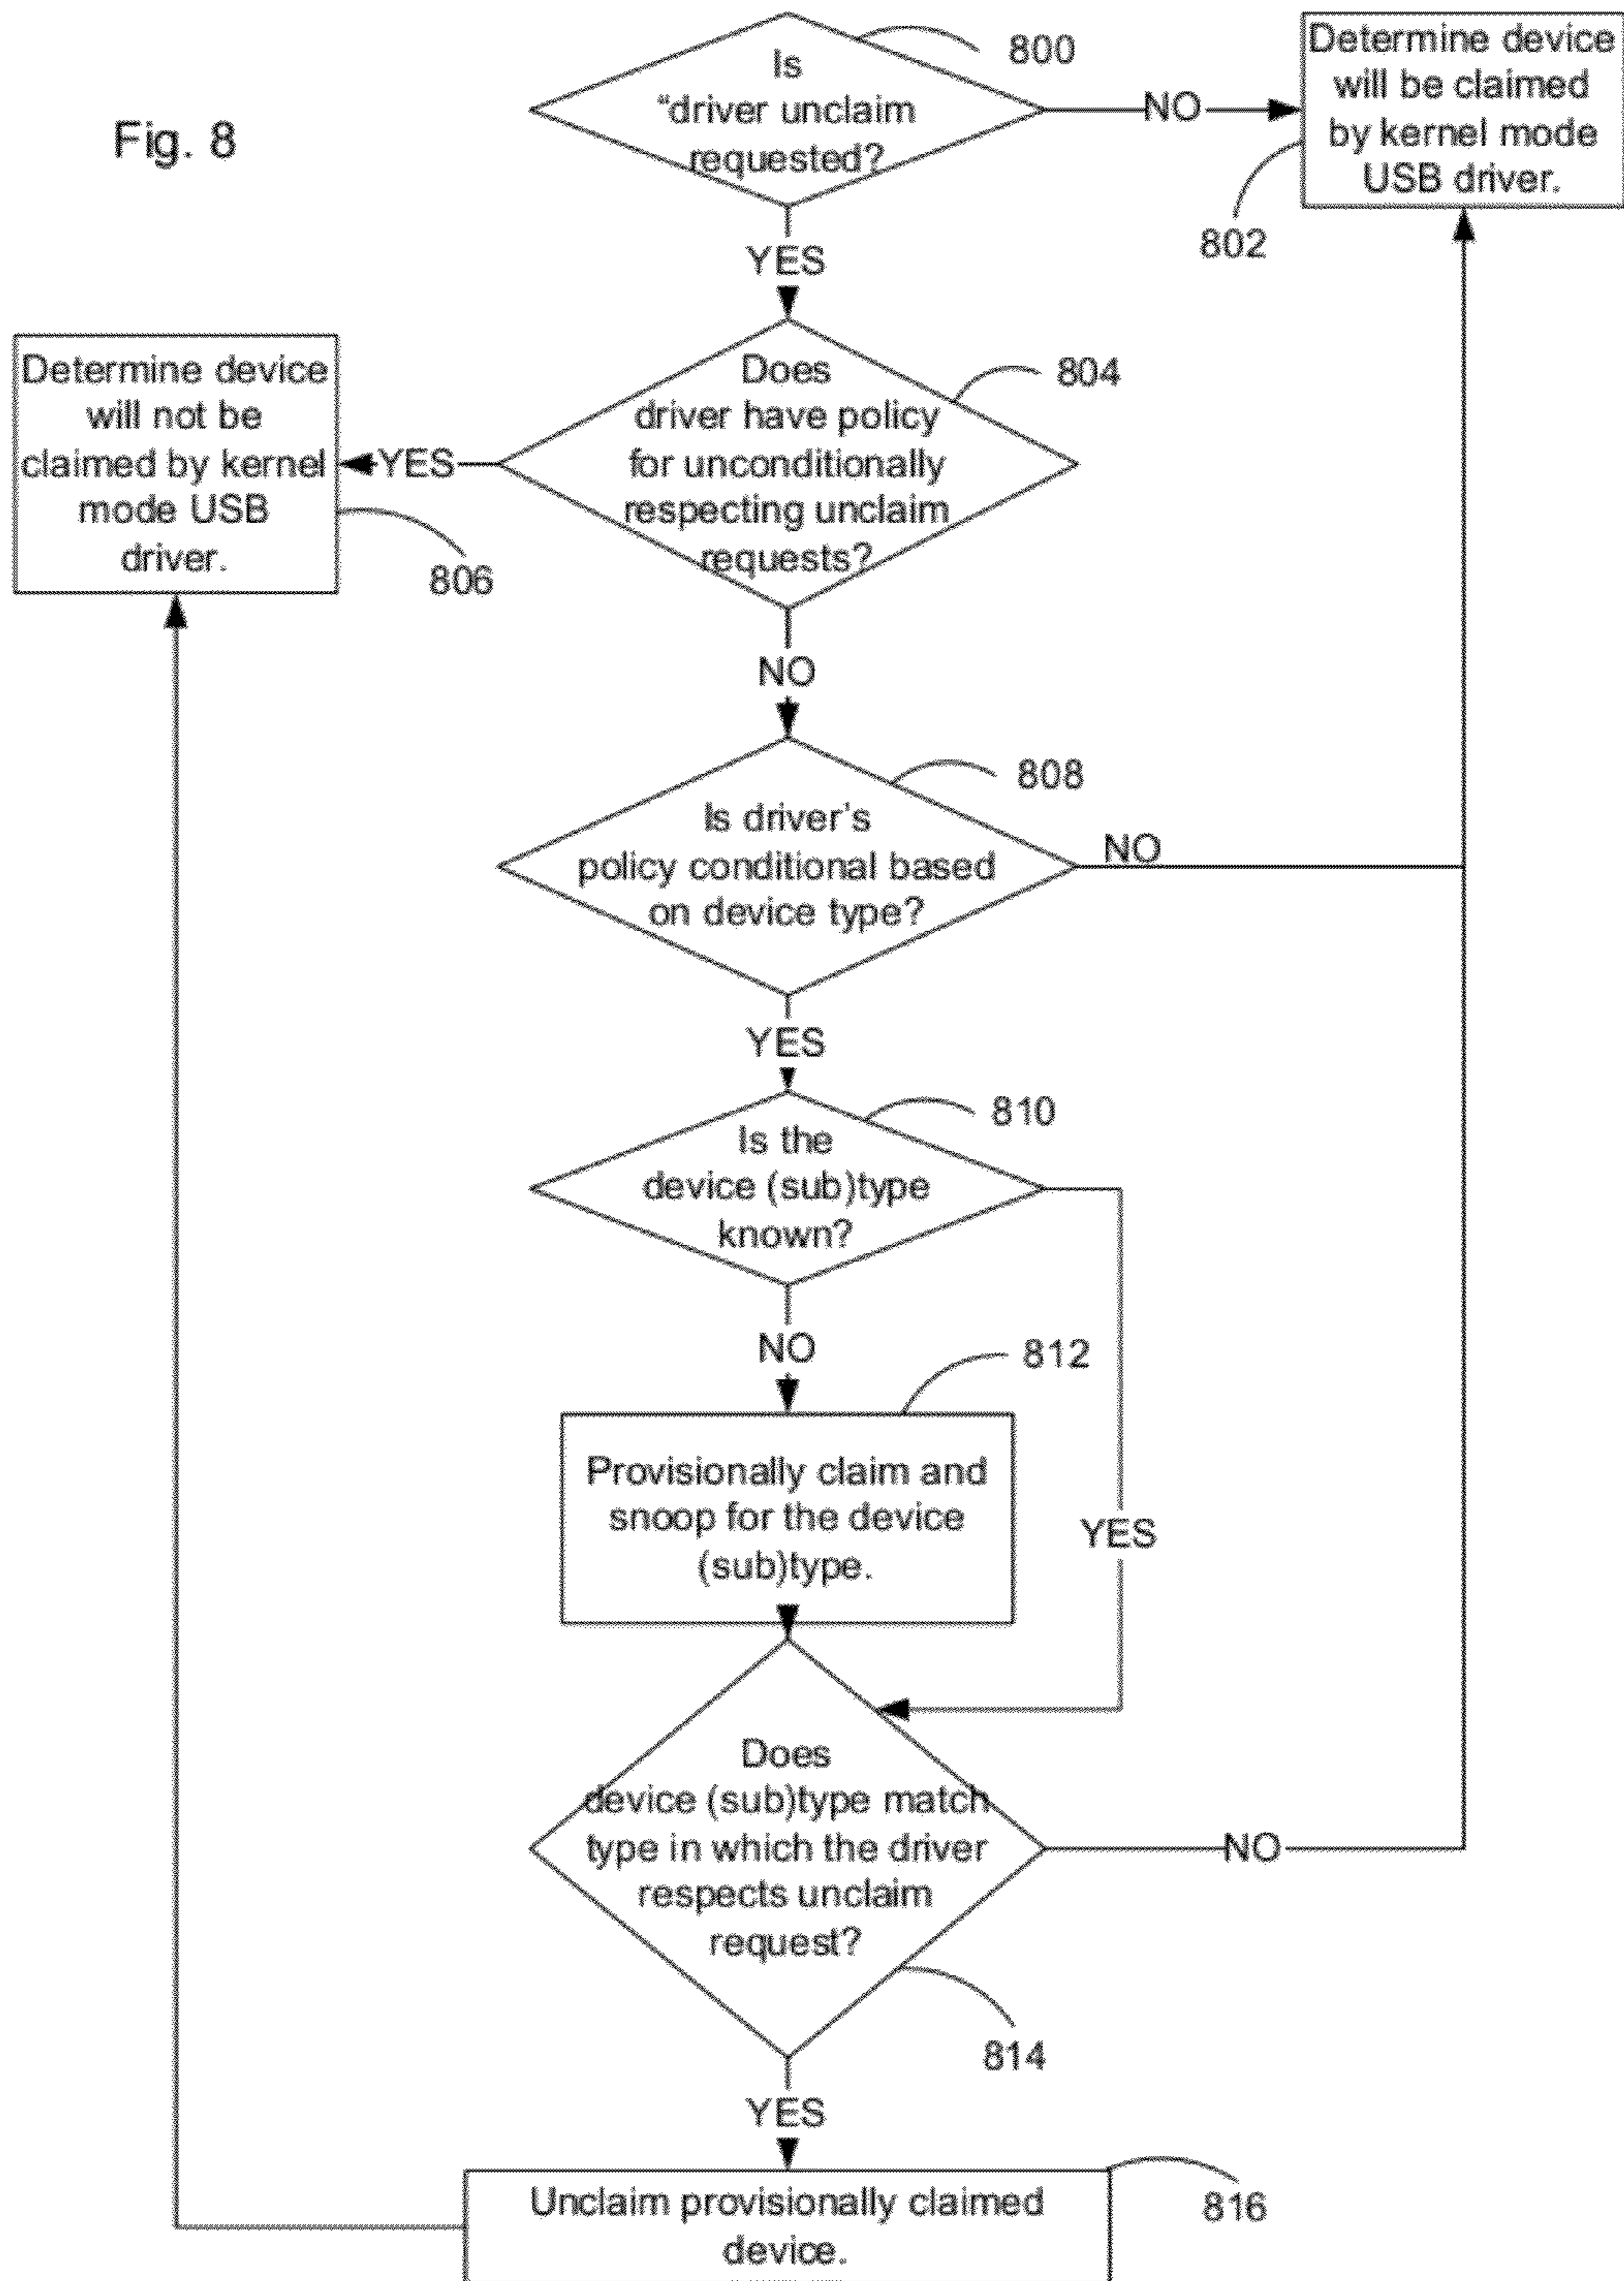 Fig. 8
Is
“driver unclaim
requested?
800
NO
Determine device
will be claimed
by kernel mode
USB driver.
802
YES
Does
driver have policy
for unconditionally
respecting unclaim
requests?
804
YES
Determine device
will not be
claimed by kernel
mode USB
driver.
806
NO
Is driver's
policy conditional based
on device type?
808
NO
YES
Is the
device (sub)type
known?
810
NO
YES
Provisionally claim and
snoop for the device
(sub)type.
812
Does
device (sub)type match
type in which the driver
respects unclaim
request?
814
NO
YES
Unclaim provisionally claimed
device.
816